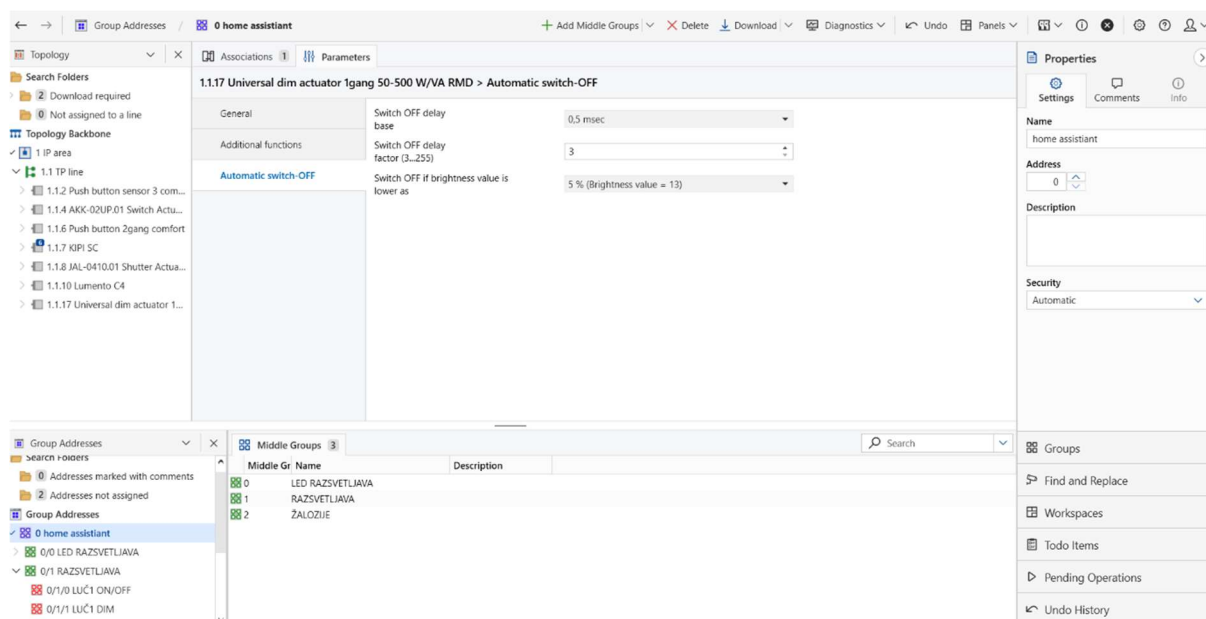 Group Addresses / 0 home assistiant
Add Middle Groups Delete Download Diagnostics Undo Panels
Topology
Search Folders
2 Download required
0 Not assigned to a line
Topology Backbone
1 IP area
1.1 TP line
1.1.2 Push button sensor 3 com...
1.1.4 AKK-02UP.01 Switch Actu...
1.1.6 Push button 2gang comfort
6
1.1.7 KIPI SC
1.1.8 JAL-0410.01 Shutter Actua...
1.1.10 Lumento C4
1.1.17 Universal dim actuator 1...
Associations 1 Parameters
1.1.17 Universal dim actuator 1gang 50-500 W/VA RMD > Automatic switch-OFF
General
Additional functions
Automatic switch-OFF
Switch OFF delay
base
0,5 msec
Switch OFF delay
factor (3...255)
3
Switch OFF if brightness value is
lower as
5 % (Brightness value = 13)
Properties
Settings Comments Info
Name
home assistiant
Address
0
Description
Security
Automatic
Group Addresses
Search Folders
0 Addresses marked with comments
2 Addresses not assigned
Group Addresses
0 home assistiant
0/0 LED RAZSVETLJAVA
0/1 RAZSVETLJAVA
0/1/0 LUČ1 ON/OFF
0/1/1 LUČ1 DIM
Middle Groups 3
Search
Middle Gr Name Description
0 LED RAZSVETLJAVA
1 RAZSVETLJAVA
2 ŽALOZIJE
Groups
Find and Replace
Workspaces
Todo Items
Pending Operations
Undo History